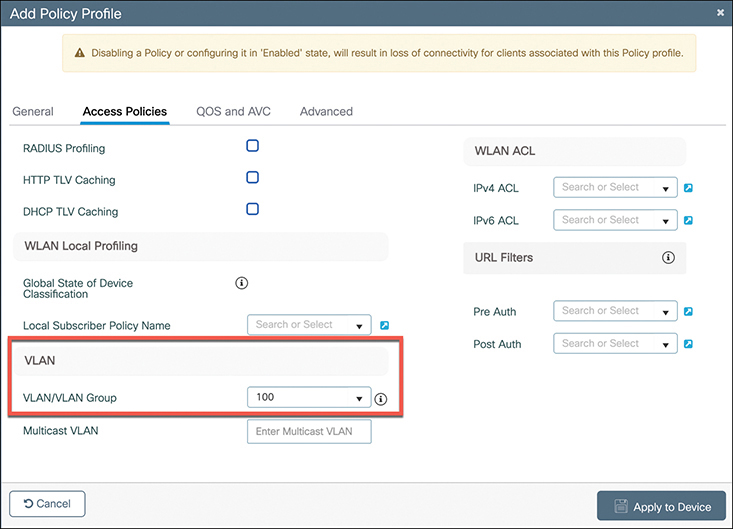 Add Policy Profile
Disabling a Policy or configuring it in 'Enabled' state, will result in loss of connectivity for clients associated with this Policy profile.
General
Access Policies
QOS and AVC
Advanced
RADIUS Profiling
HTTP TLV Caching
DHCP TLV Caching
WLAN Local Profiling
Global State of Device
Classification
Local Subscriber Policy Name
Search or Select
VLAN
VLAN/VLAN Group
100
Multicast VLAN
Enter Multicast VLAN
WLAN ACL
IPv4 ACL
Search or Select
IPv6 ACL
Search or Select
URL Filters
Pre Auth
Search or Select
Post Auth
Search or Select
Cancel
Apply to Device